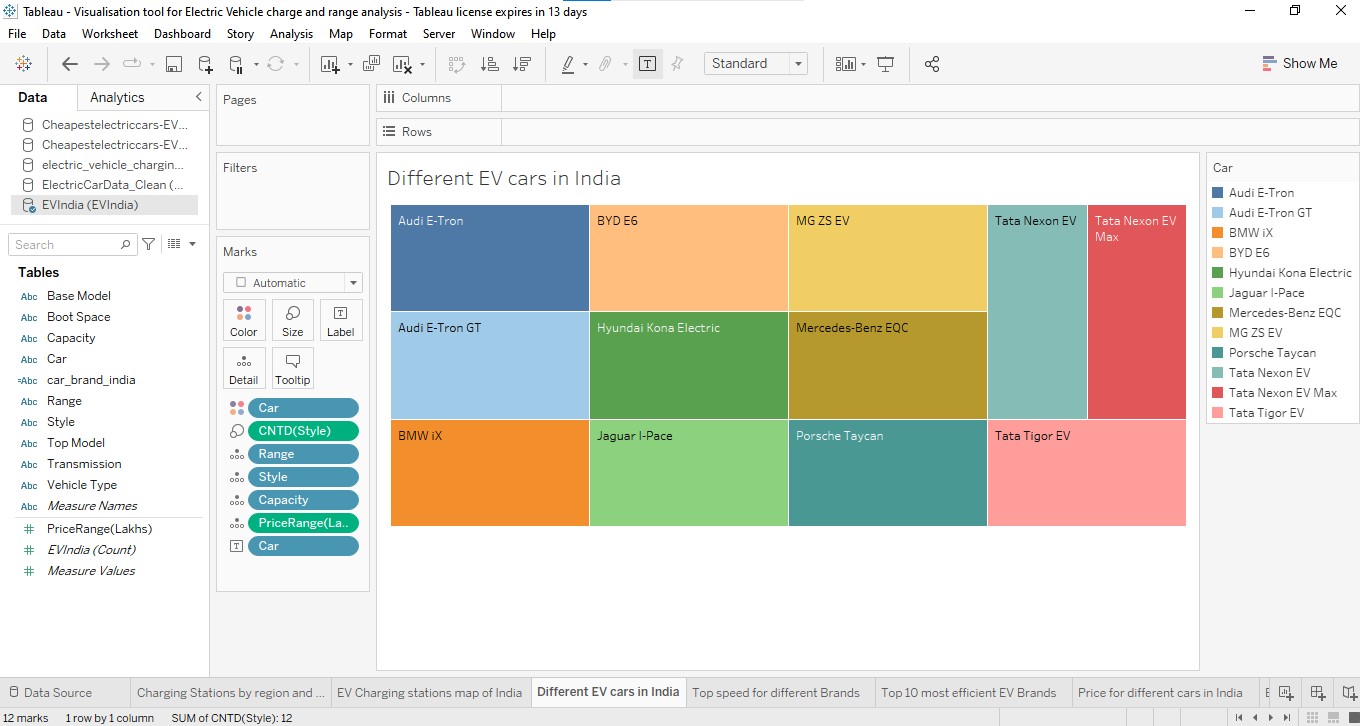 Tableau - Visualisation tool for Electric Vehicle charge and range analysis - Tableau license expires in 13 days
File Data Worksheet Dashboard Story Analysis Map Format Server Window Help
Standard
Show Me
Data Analytics
Cheapestelectriccars-EV...
Cheapestelectriccars-EV...
electric_vehicle_chargin...
ElectricCarData_Clean (...
EVIndia (EVIndia)
Search
Tables
Abc Base Model
Abc Boot Space
Abc Capacity
Abc Car
=Abc car_brand_india
Abc Range
Abc Style
Abc Top Model
Abc Transmission
Abc Vehicle Type
Abc Measure Names
# PriceRange(Lakhs)
# EVIndia (Count)
# Measure Values
Pages
Filters
Marks
Automatic
Color Size Label
Detail Tooltip
Car
CNTD(Style)
Range
Style
Capacity
PriceRange(La..
Car
Columns
Rows
Different EV cars in India
Audi E-Tron
BYD E6
MG ZS EV
Tata Nexon EV
Tata Nexon EV
Max
Audi E-Tron GT
Hyundai Kona Electric
Mercedes-Benz EQC
BMW iX
Jaguar I-Pace
Porsche Taycan
Tata Tigor EV
Car
Audi E-Tron
Audi E-Tron GT
BMW iX
BYD E6
Hyundai Kona Electric
Jaguar I-Pace
Mercedes-Benz EQC
MG ZS EV
Porsche Taycan
Tata Nexon EV
Tata Nexon EV Max
Tata Tigor EV
Data Source Charging Stations by region and ... EV Charging stations map of India Different EV cars in India Top speed for different Brands Top 10 most efficient EV Brands Price for different cars in India
12 marks 1 row by 1 column SUM of CNTD(Style): 12